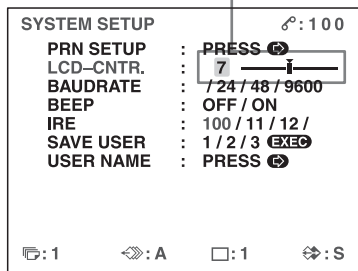 SYSTEM SETUP :100
PRN SETUP : PRESS
LCD–CNTR. : 7
BAUDRATE : / 24 / 48 / 9600
BEEP : OFF / ON
IRE : 100 / 11 / 12 /
SAVE USER : 1 / 2 / 3 EXEC
USER NAME : PRESS
:1 :A :1 :S